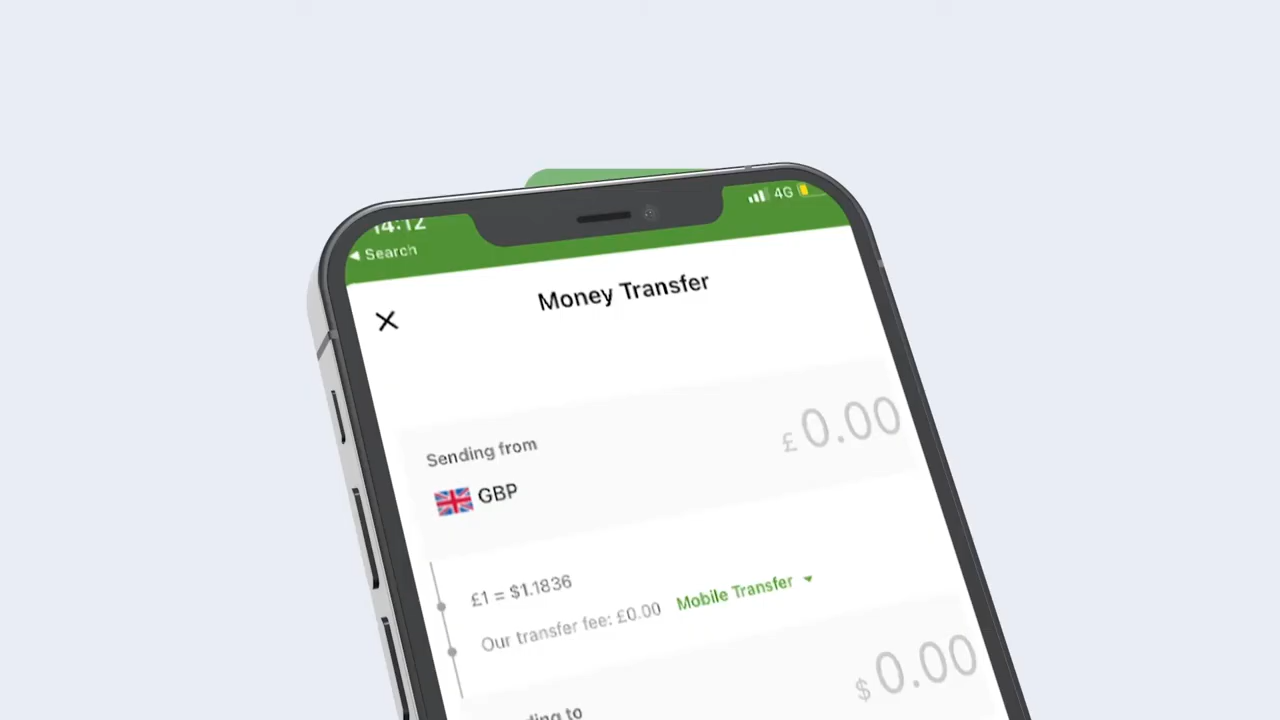 14:12
4G
◀ Search
Money Transfer
Sending from
£ 0.00
GBP
£1 = $1.1836
Our transfer fee: £0.00 Mobile Transfer
$ 0.00
to